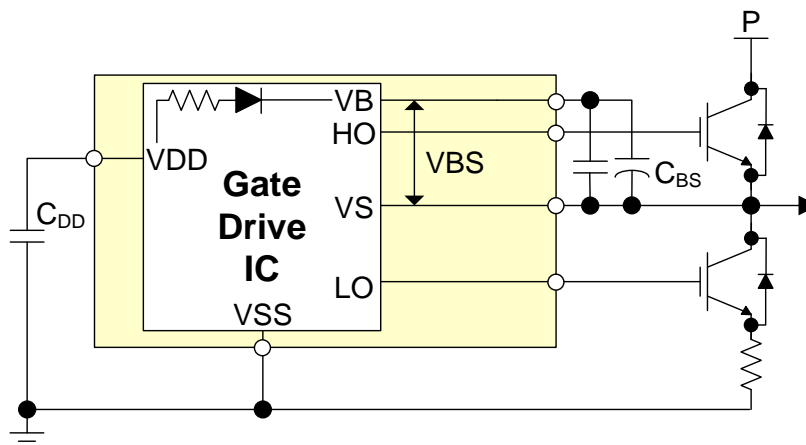 P
VB
HO
VDD
VBS
C_BS
Gate
Drive
IC
VS
C_DD
LO
VSS